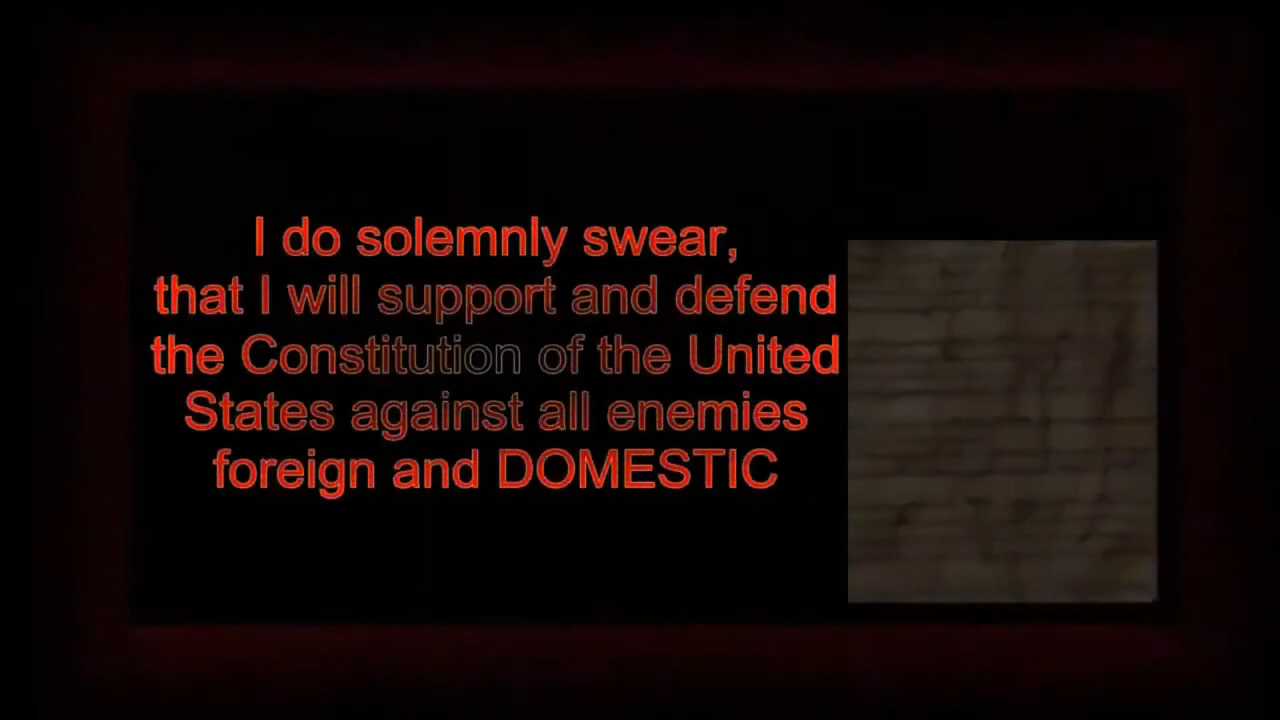 I do solemnly swear,
that I will support and defend
the Constitution of the United
States against all enemies
foreign and DOMESTIC